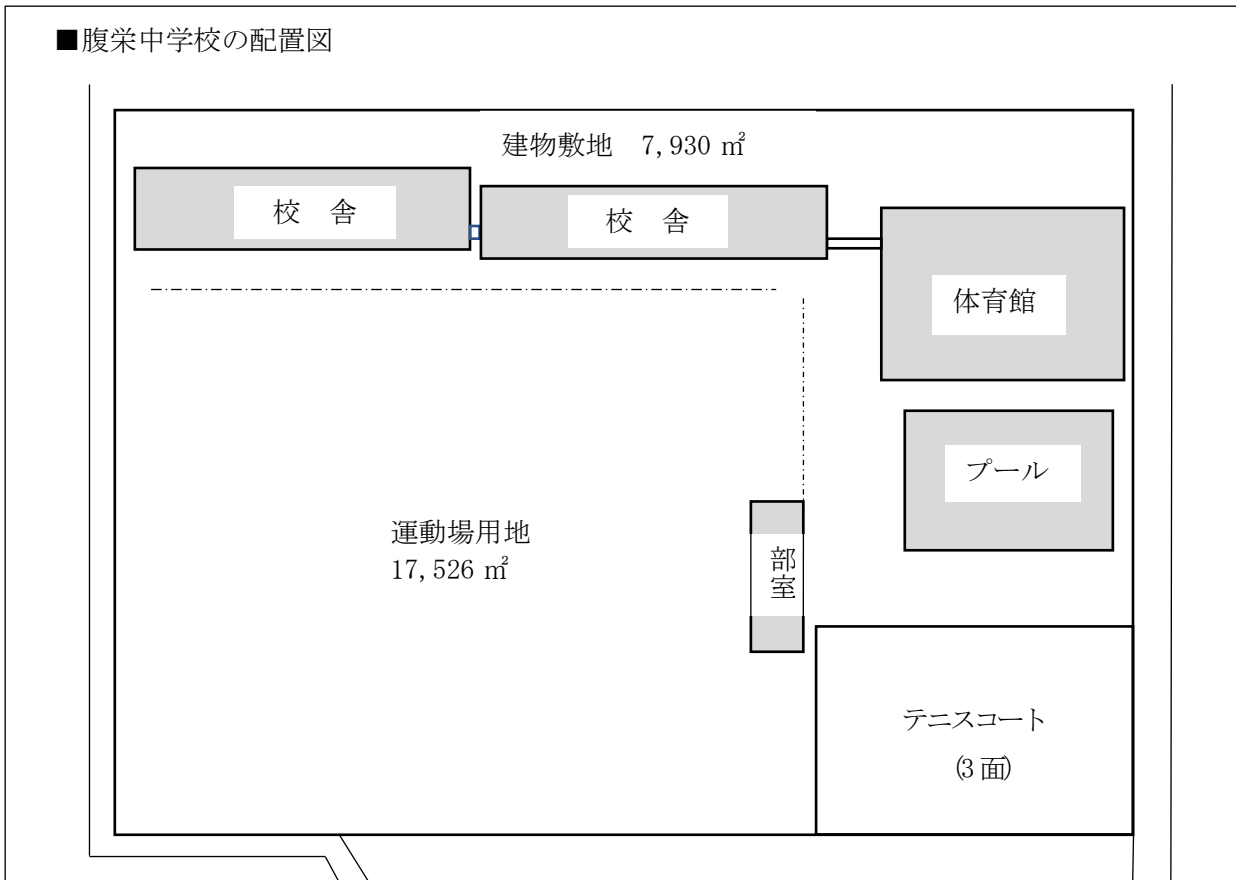 ■腹栄中学校の配置図
建物敷地　7,930 ㎡
校　舎
校　舎
体育館
プール
運動場用地
17,526 ㎡
部室
テニスコート
(3 面)